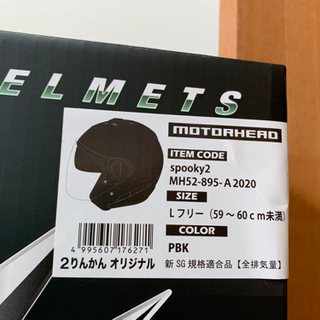 ELMETS
MOTORHEAD
ITEM CODE
spooky2
MH52-895-A2020
SIZE
Lフリー（59～60cm未満）
COLOR
PBK
4 995607 176271
2りんかん オリジナル
新SG規格適合品【全排気量】